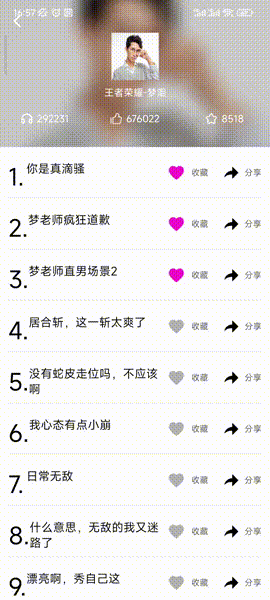 16:57
王者荣耀-梦泪
292231 676022 8518
1. 你是真滴骚 收藏 分享
2. 梦老师疯狂道歉 收藏 分享
3. 梦老师直男场景2 收藏 分享
4. 居合斩，这一斩太爽了 收藏 分享
5. 没有蛇皮走位吗，不应该
啊 收藏 分享
6. 我心态有点小崩 收藏 分享
7. 日常无敌 收藏 分享
8. 什么意思，无敌的我又迷
路了 收藏 分享
9. 漂亮啊，秀自己这 收藏 分享